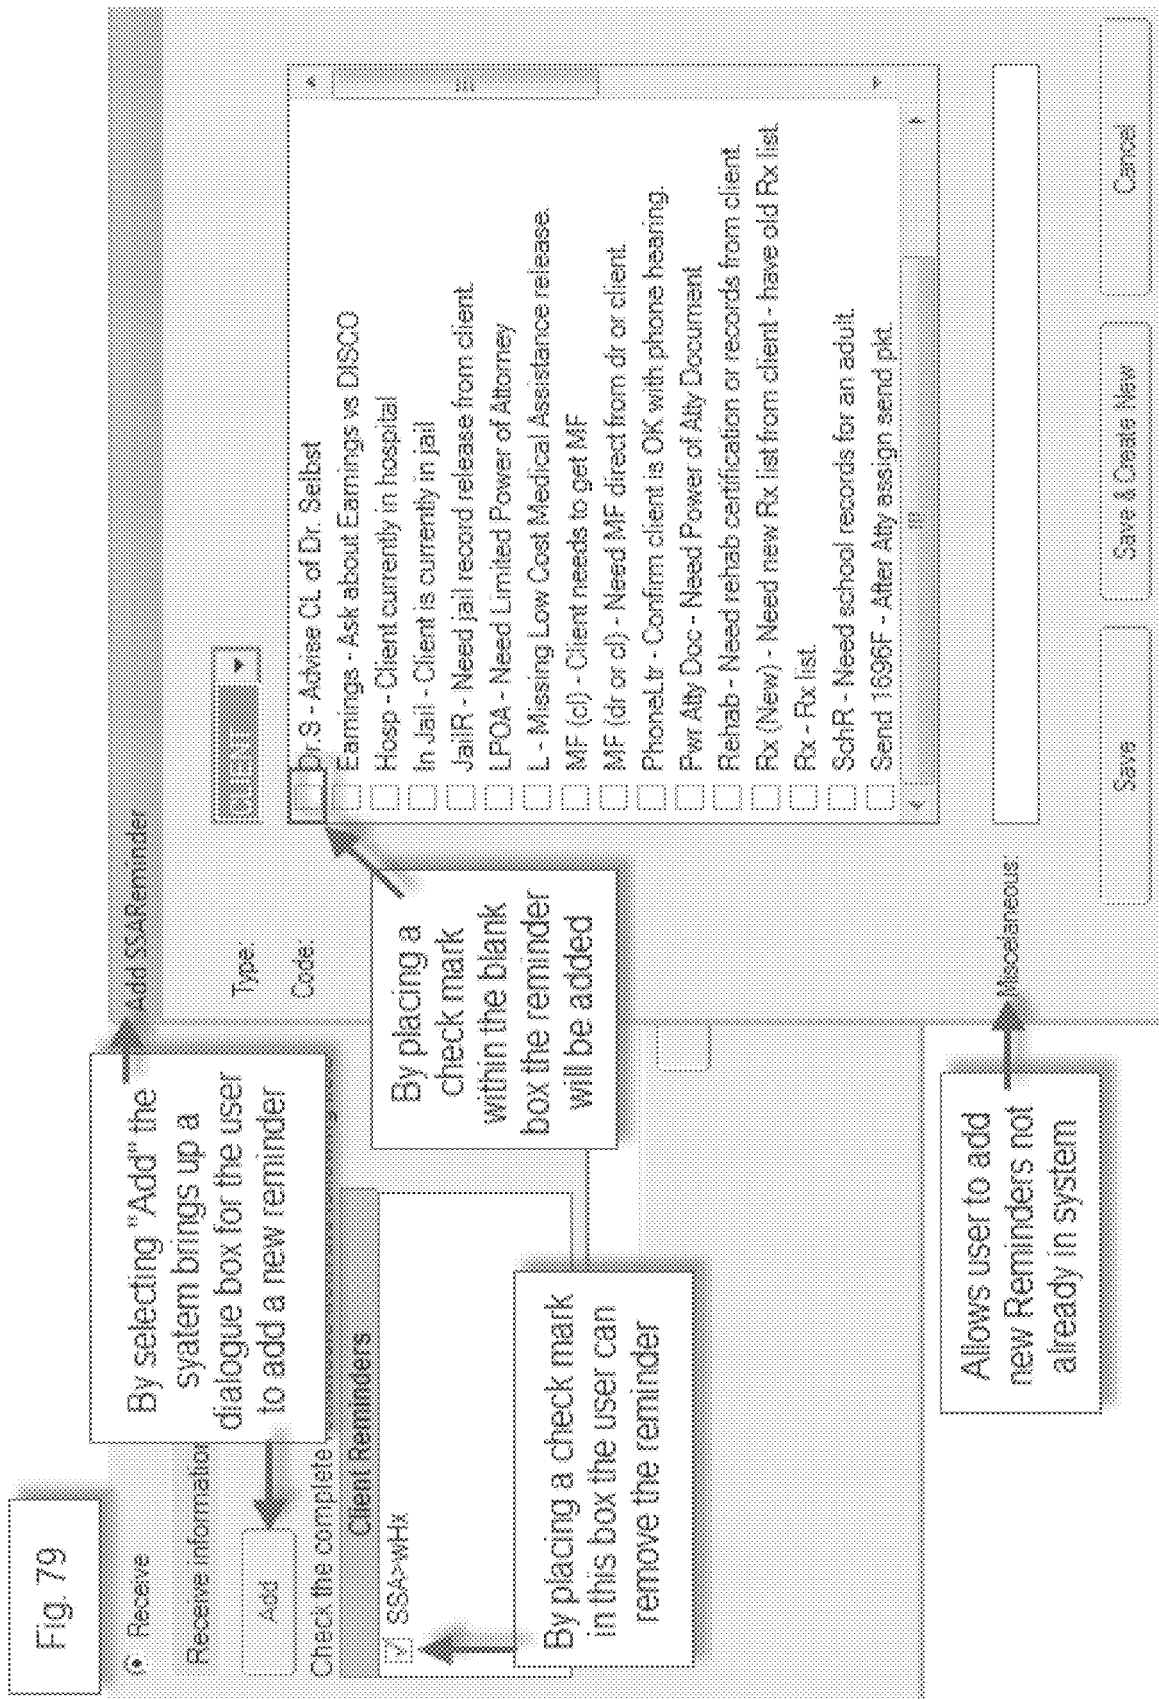 Fig. 79
Receive
Receive information
Add
Check the complete
Client Reminders
SSA>wHx
By selecting "Add" the
syatem brings up a
dialogue box for the user
to add a new reminder
By placing a check mark
in this box the user can
remove the reminder
Add SSAReminder
Type:
Code:
By placing a
check mark
within the blank
box the reminder
will be added
Dr.S - Advise CL of Dr. Selbst
Earnings - Ask about Earnings vs DISCO
Hosp - Client currently in hospital
In Jail - Client is currently in jail
JailR - Need jail record release from client.
LPOA - Need Limited Power of Attorney
L - Missing Low Cost Medical Assistance release.
MF (cl) - Client needs to get MF
MF (dr or cl) - Need MF direct from dr or client
PhoneLtr - Confirm client is OK with phone hearing.
Pwr Atty Doc - Need Power of Atty Document
Rehab - Need rehab certification or records from client.
Rx (New) - Need new Rx list from client - have old Rx list
Rx - Rx list
SchR - Need school records for an adult.
Send 1696F - After Atty assign send pkt.
Allows user to add
new Reminders not
already in system
Miscelaneous:
Save
Save & Create New
Cancel